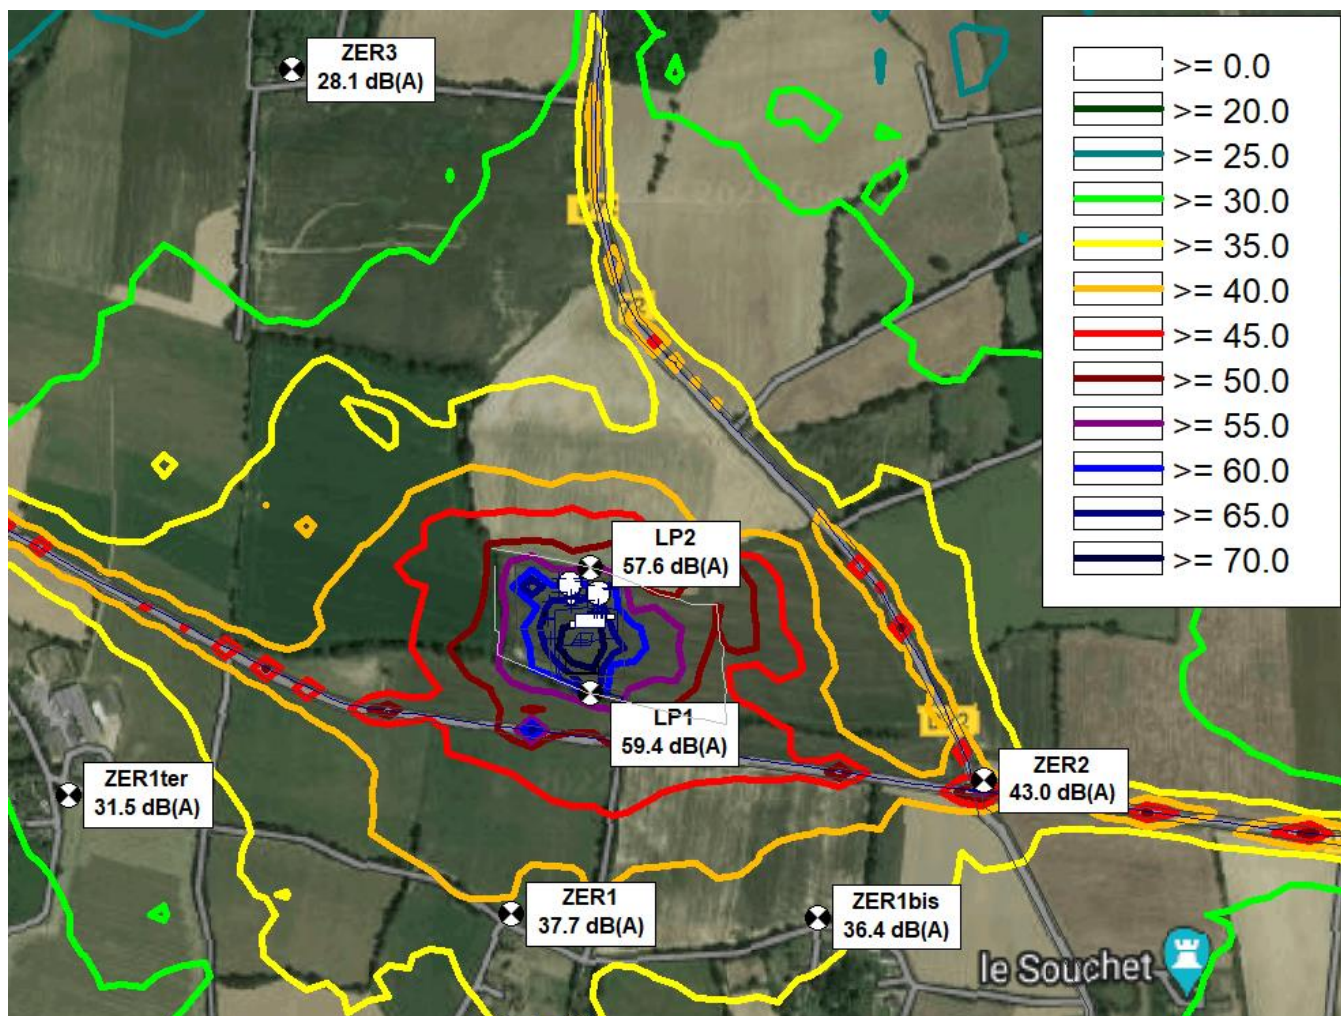 ZER3
28.1 dB(A)
>= 0.0
>= 20.0
>= 25.0
>= 30.0
>= 35.0
>= 40.0
>= 45.0
>= 50.0
>= 55.0
>= 60.0
>= 65.0
>= 70.0
LP2
57.6 dB(A)
LP1
59.4 dB(A)
ZER2
43.0 dB(A)
ZER1ter
31.5 dB(A)
ZER1
37.7 dB(A)
ZER1bis
36.4 dB(A)
le Souchet